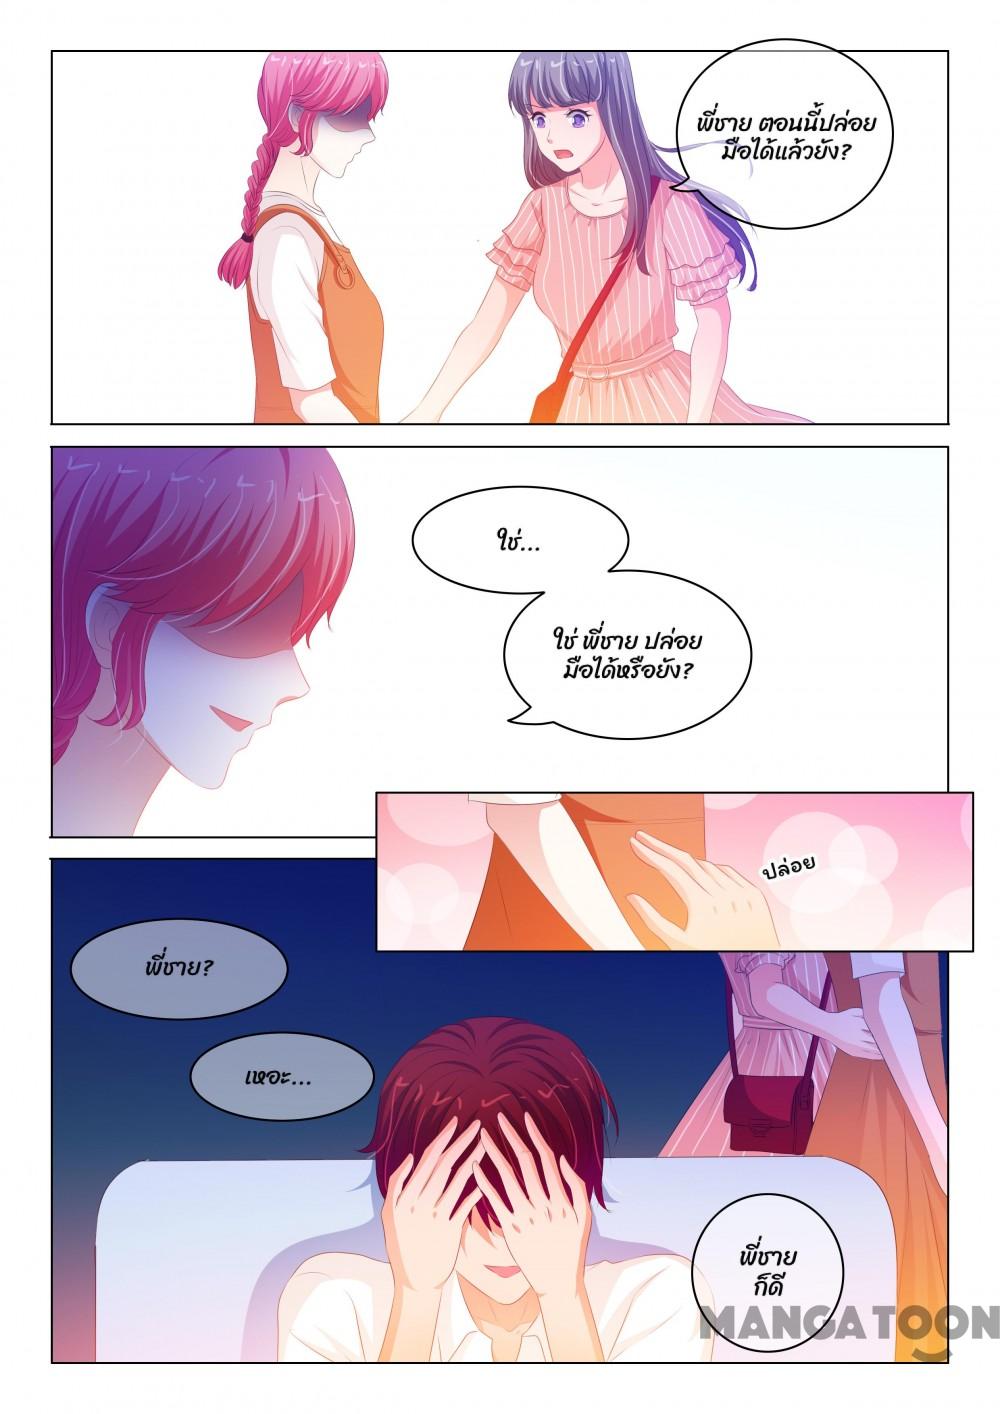 พี่ชาย ตอนนี้ปล่อย
มือได้แล้วยัง?
ใช่...
ใช่ พี่ชาย ปล่อย
มือได้หรือยัง?
ปล่อย
พี่ชาย?
เหอะ...
พี่ชาย
ก็ดี
MANGATOON